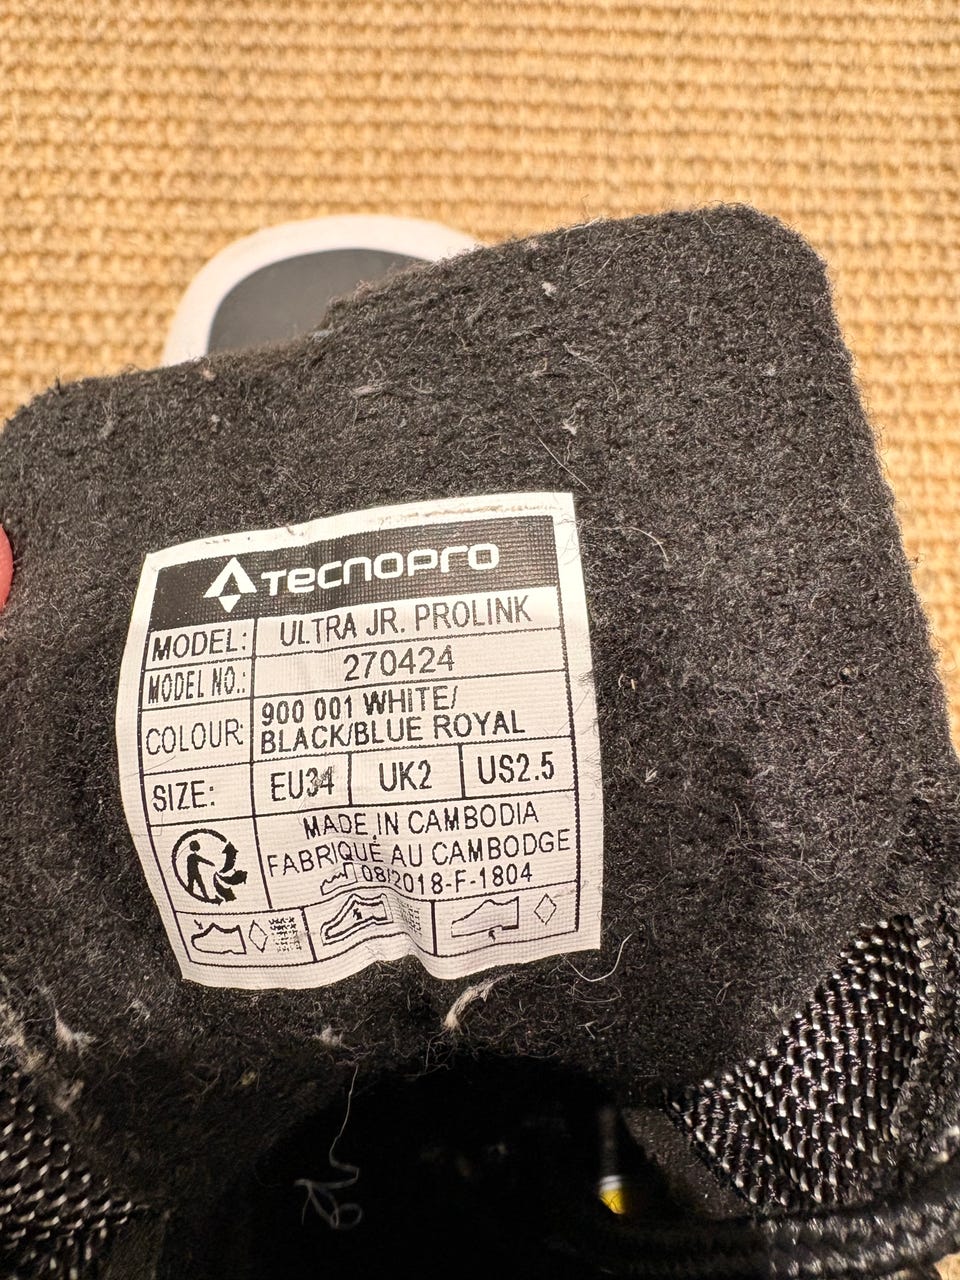 TECNOPRO
MODEL: ULTRA JR. PROLINK
MODEL NO.: 270424
COLOUR: 900 001 WHITE/
BLACK/BLUE ROYAL
SIZE: EU34 UK2 US2.5
MADE IN CAMBODIA
FABRIQUÉ AU CAMBODGE
08/2018-F-1804